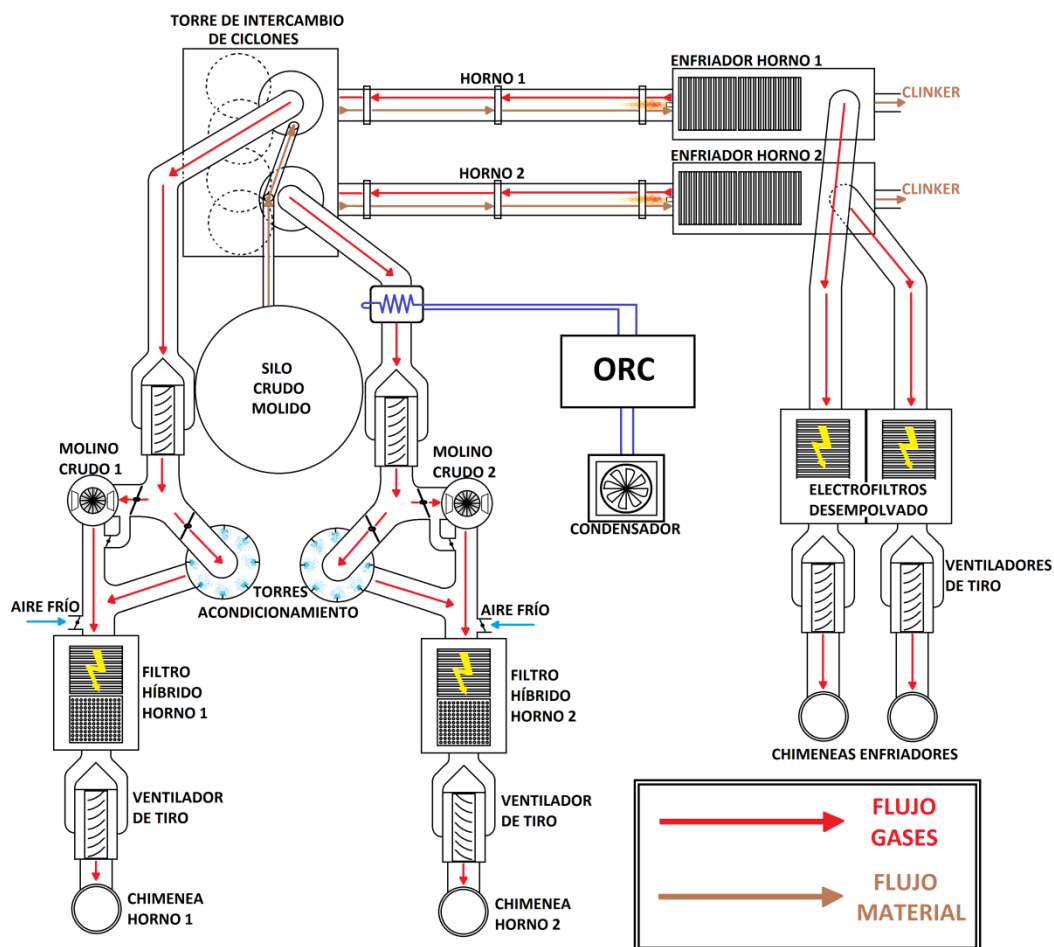 TORRE DE INTERCAMBIO
DE CICLONES
HORNO 1
ENFRIADOR HORNO 1
CLINKER
HORNO 2
ENFRIADOR HORNO 2
CLINKER
SILO
CRUDO
MOLIDO
ORC
CONDENSADOR
MOLINO
CRUDO 1
MOLINO
CRUDO 2
ELECTROFILTROS
DESEMPOLVADO
TORRES
ACONDICIONAMIENTO
VENTILADORES
DE TIRO
AIRE FRÍO
AIRE FRÍO
FILTRO
HÍBRIDO
HORNO 1
FILTRO
HÍBRIDO
HORNO 2
CHIMENEAS ENFRIADORES
VENTILADOR
DE TIRO
VENTILADOR
DE TIRO
CHIMENEA
HORNO 1
CHIMENEA
HORNO 2
FLUJO
GASES
FLUJO
MATERIAL